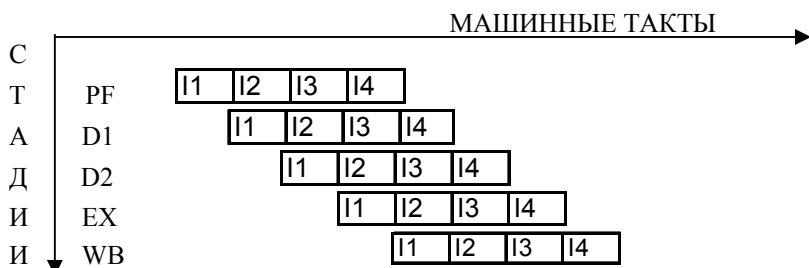 МАШИННЫЕ ТАКТЫ
С
Т PF I1 I2 I3 I4
А D1 I1 I2 I3 I4
Д D2 I1 I2 I3 I4
И EX I1 I2 I3 I4
И WB I1 I2 I3 I4